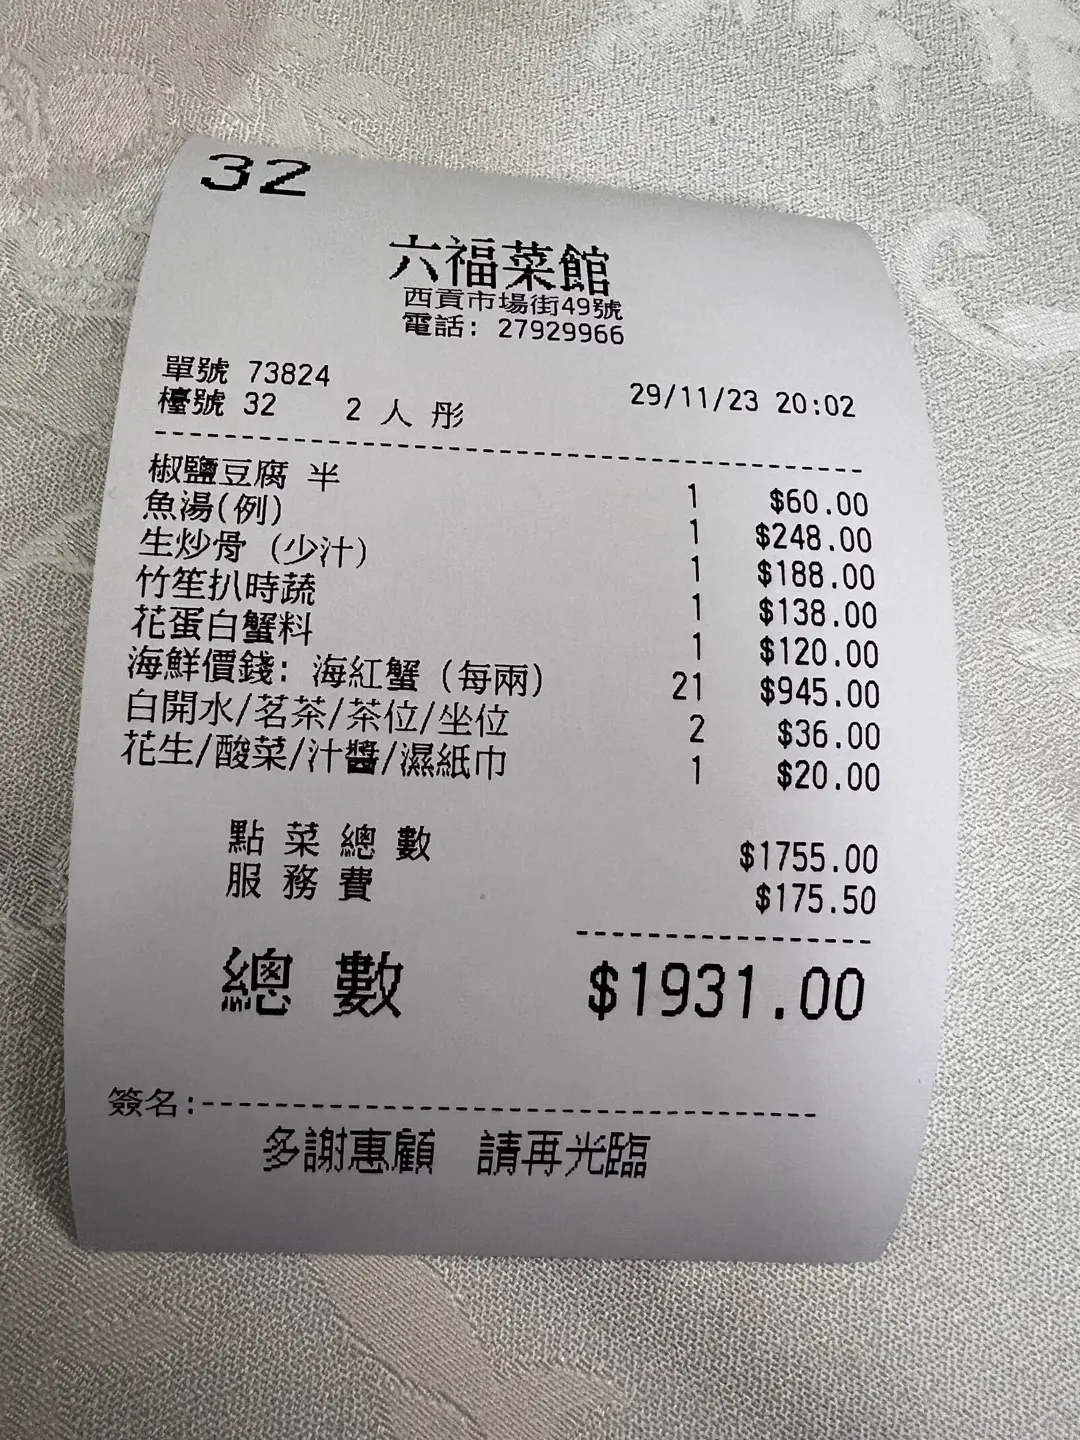 32
六福菜館
西貢市場街49號
電話: 27929966
單號 73824
29/11/23 20:02
檯號 32 2 人 彤
椒鹽豆腐 半 1 $60.00
魚湯(例) 1 $248.00
生炒骨 (少汁) 1 $188.00
竹笙扒時蔬 1 $138.00
花蛋白蟹料 1 $120.00
海鮮價錢: 海紅蟹 (每兩) 21 $945.00
白開水/茗茶/茶位/坐位 2 $36.00
花生/酸菜/汁醬/濕紙巾 1 $20.00
點 菜 總 數 $1755.00
服 務 費 $175.50
總 數 $1931.00
簽名:
多謝惠顧 請再光臨